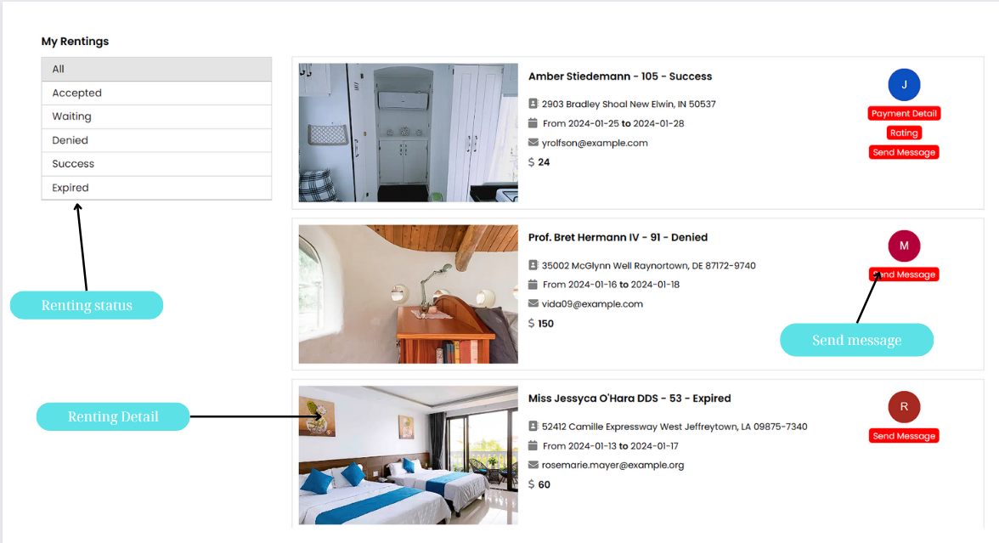 My Rentings
All
Accepted
Waiting
Denied
Success
Expired
Renting status
Amber Stiedemann - 105 - Success
2903 Bradley Shoal New Elwin, IN 50537
From 2024-01-25 to 2024-01-28
yrolfson@example.com
$ 24
J
Payment Detail
Rating
Send Message
Prof. Bret Hermann IV - 91 - Denied
35002 McGlynn Well Raynortown, DE 87172-9740
From 2024-01-16 to 2024-01-18
vida09@example.com
$ 150
M
Send Message
Send message
Renting Detail
Miss Jessyca O'Hara DDS - 53 - Expired
52412 Camille Expressway West Jeffreytown, LA 09875-7340
From 2024-01-13 to 2024-01-17
rosemarie.mayer@example.org
$ 60
R
Send Message